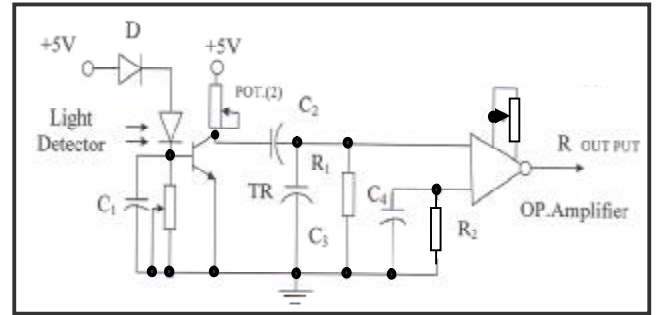 D
+5V
+5V
POT.(2)
C2
Light
Detector
R1
R OUT PUT
C1
TR
C4
OP.Amplifier
C3
R2